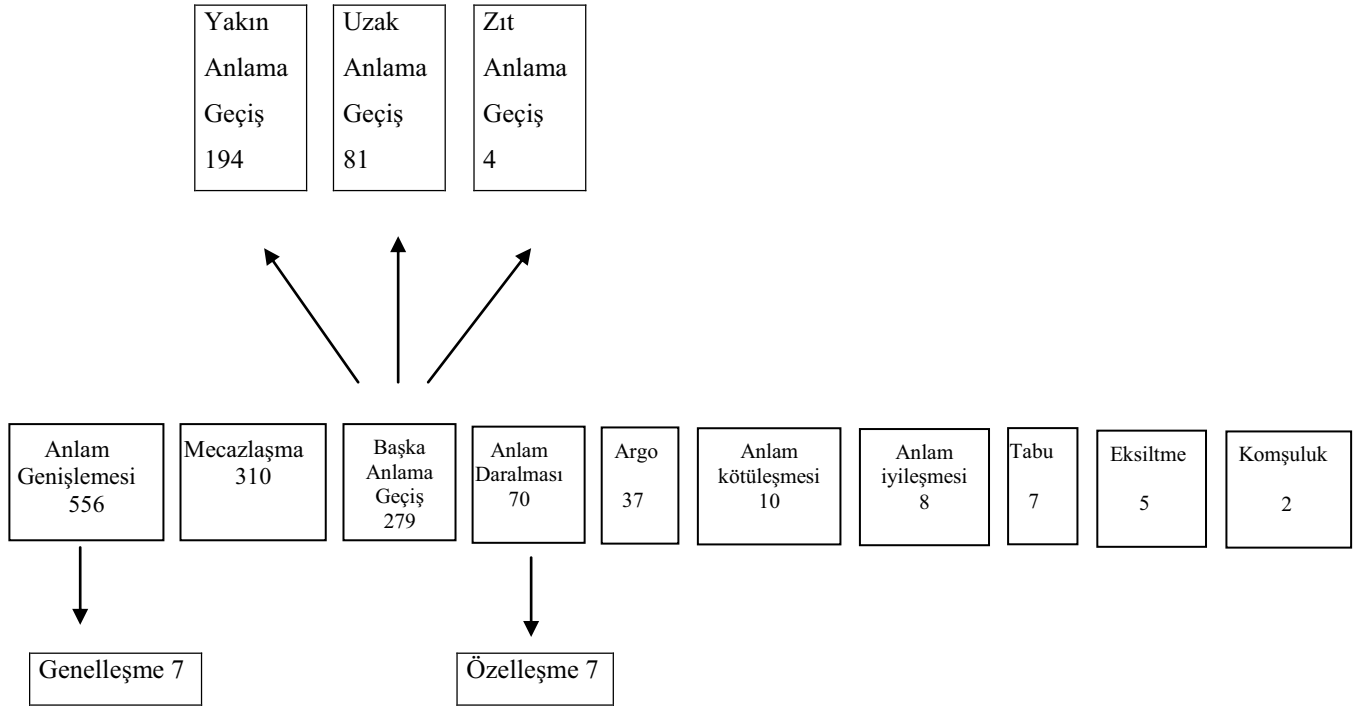 Yakın
Anlama
Geçiş
194
Uzak
Anlama
Geçiş
81
Zıt
Anlama
Geçiş
4
Anlam
Genişlemesi
556
Mecazlaşma
310
Başka
Anlama
Geçiş
279
Anlam
Daralması
70
Argo
37
Anlam
kötüleşmesi
10
Anlam
iyileşmesi
8
Tabu
7
Eksiltme
5
Komşuluk
2
Genelleşme 7
Özelleşme 7